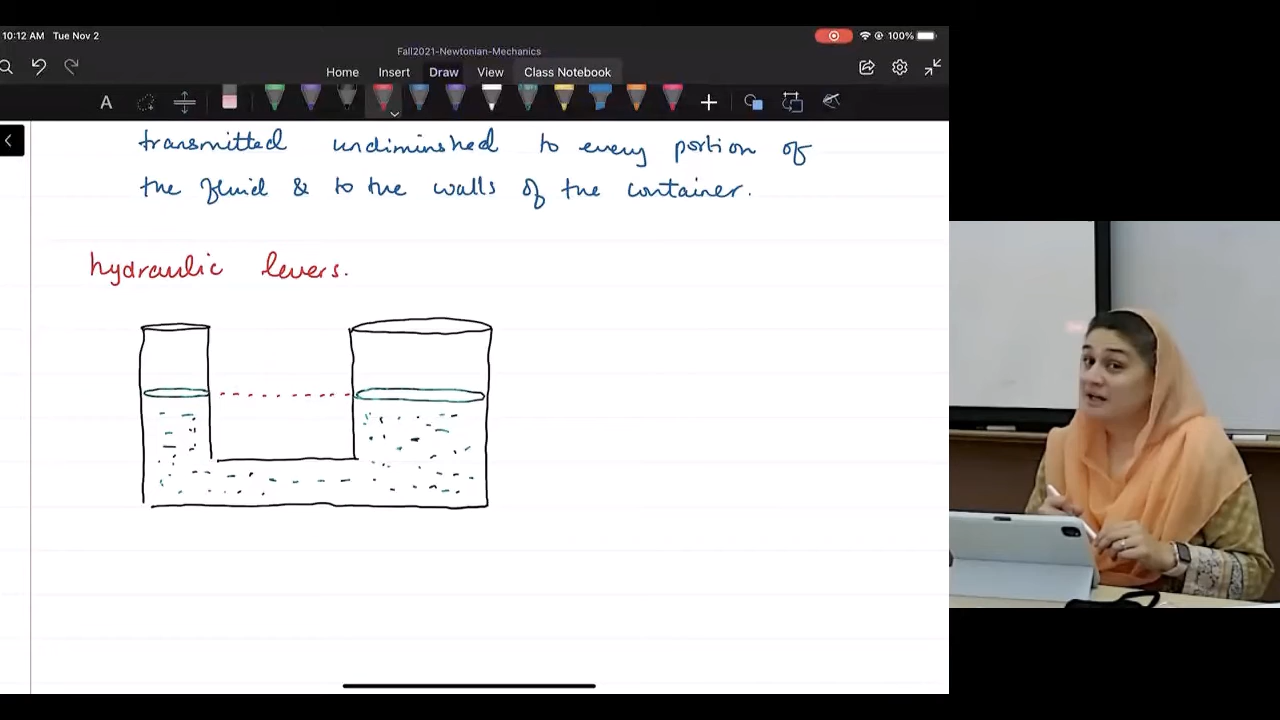 10:12 AM Tue Nov 2
100%
Fall2021-Newtonian-Mechanics
Home Insert Draw View Class Notebook
A
transmitted undiminished to every portion of
the fluid & to the walls of the container.
hydraulic levers.